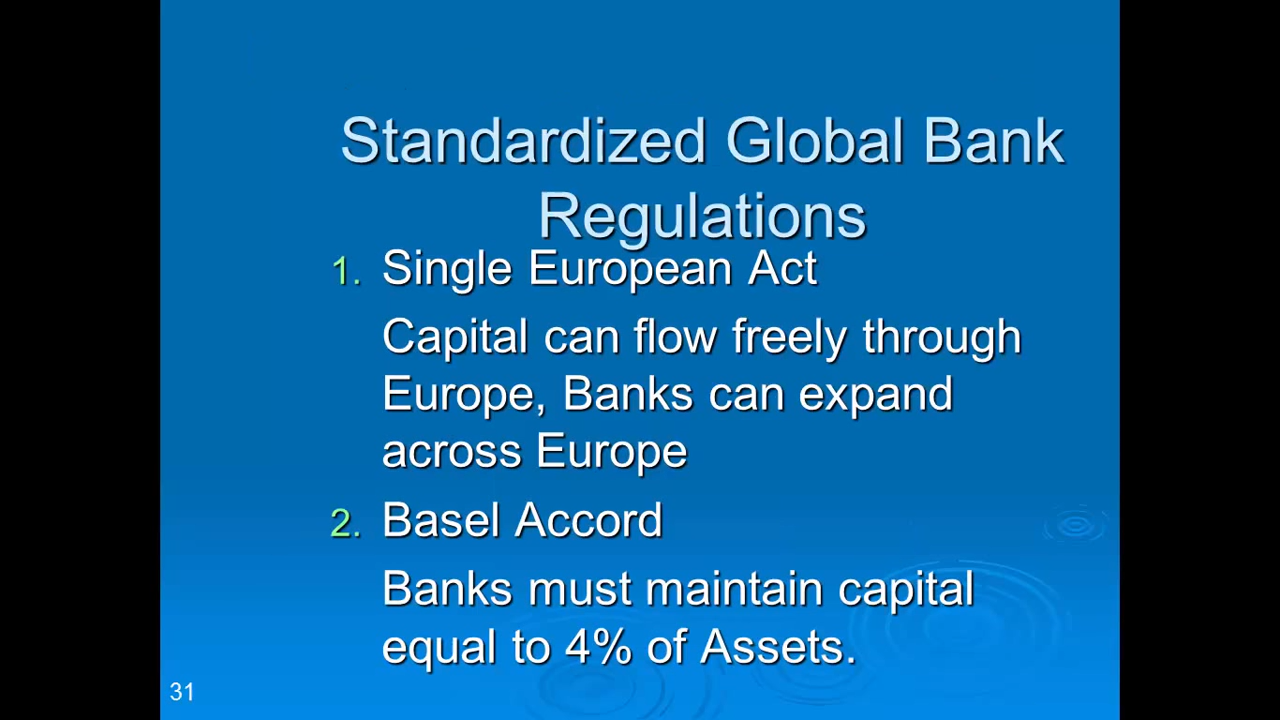 Standardized Global Bank
Regulations
1. Single European Act
Capital can flow freely through
Europe, Banks can expand
across Europe
2. Basel Accord
Banks must maintain capital
equal to 4% of Assets.
31